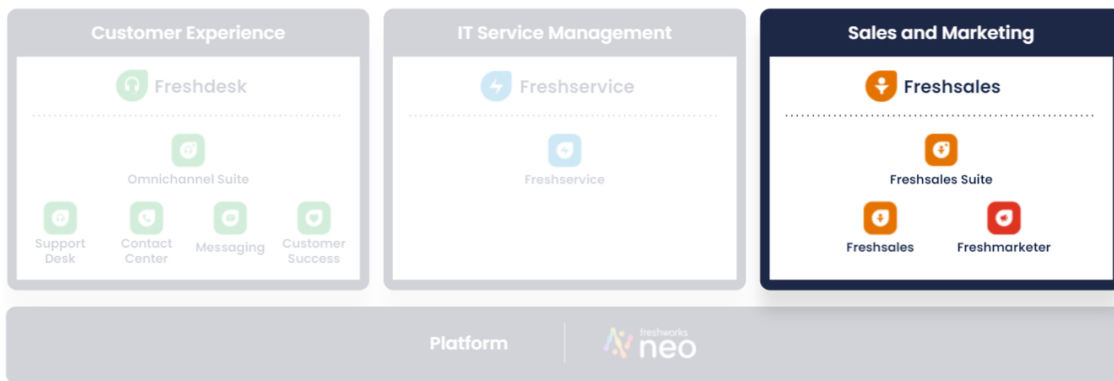 Customer Experience
IT Service Management
Sales and Marketing
Freshdesk
Freshservice
Freshsales
Omnichannel Suite
Freshservice
Freshsales Suite
Support
Desk
Contact
Center
Messaging
Customer
Success
Freshsales
Freshmarketer
Platform
freshworks
neo